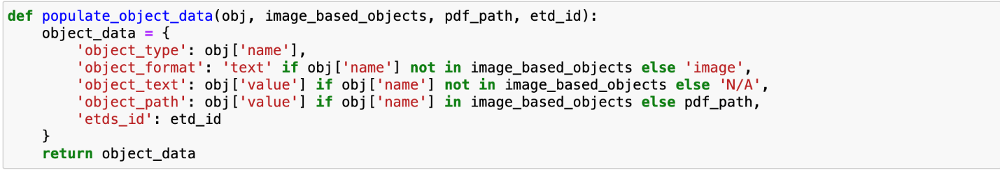 def populate_object_data(obj, image_based_objects, pdf_path, etd_id):
    object_data = {
        'object_type': obj['name'],
        'object_format': 'text' if obj['name'] not in image_based_objects else 'image',
        'object_text': obj['value'] if obj['name'] not in image_based_objects else 'N/A',
        'object_path': obj['value'] if obj['name'] in image_based_objects else pdf_path,
        'etds_id': etd_id
    }
    return object_data